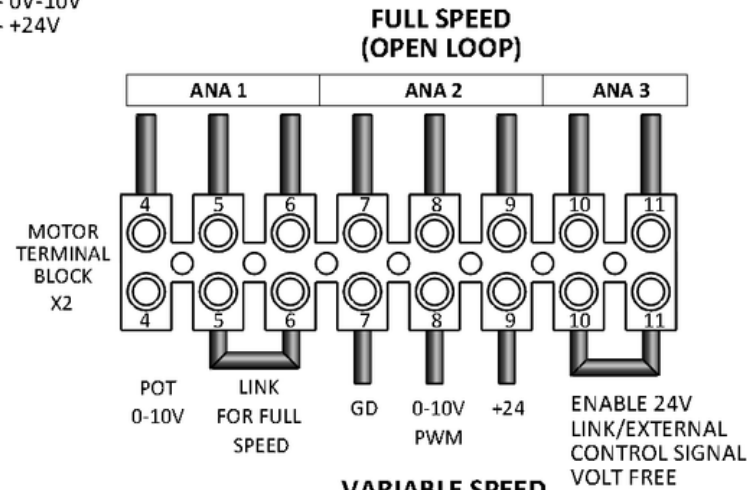 - 0V-10V
- +24V
FULL SPEED
(OPEN LOOP)
ANA 1 ANA 2 ANA 3
4 5 6 7 8 9 10 11
MOTOR
TERMINAL
BLOCK
X2
4 5 6 7 8 9 10 11
POT
0-10V
LINK
FOR FULL
SPEED
GD
0-10V
PWM
+24
ENABLE 24V
LINK/EXTERNAL
CONTROL SIGNAL
VOLT FREE
VARIABLE SPEED